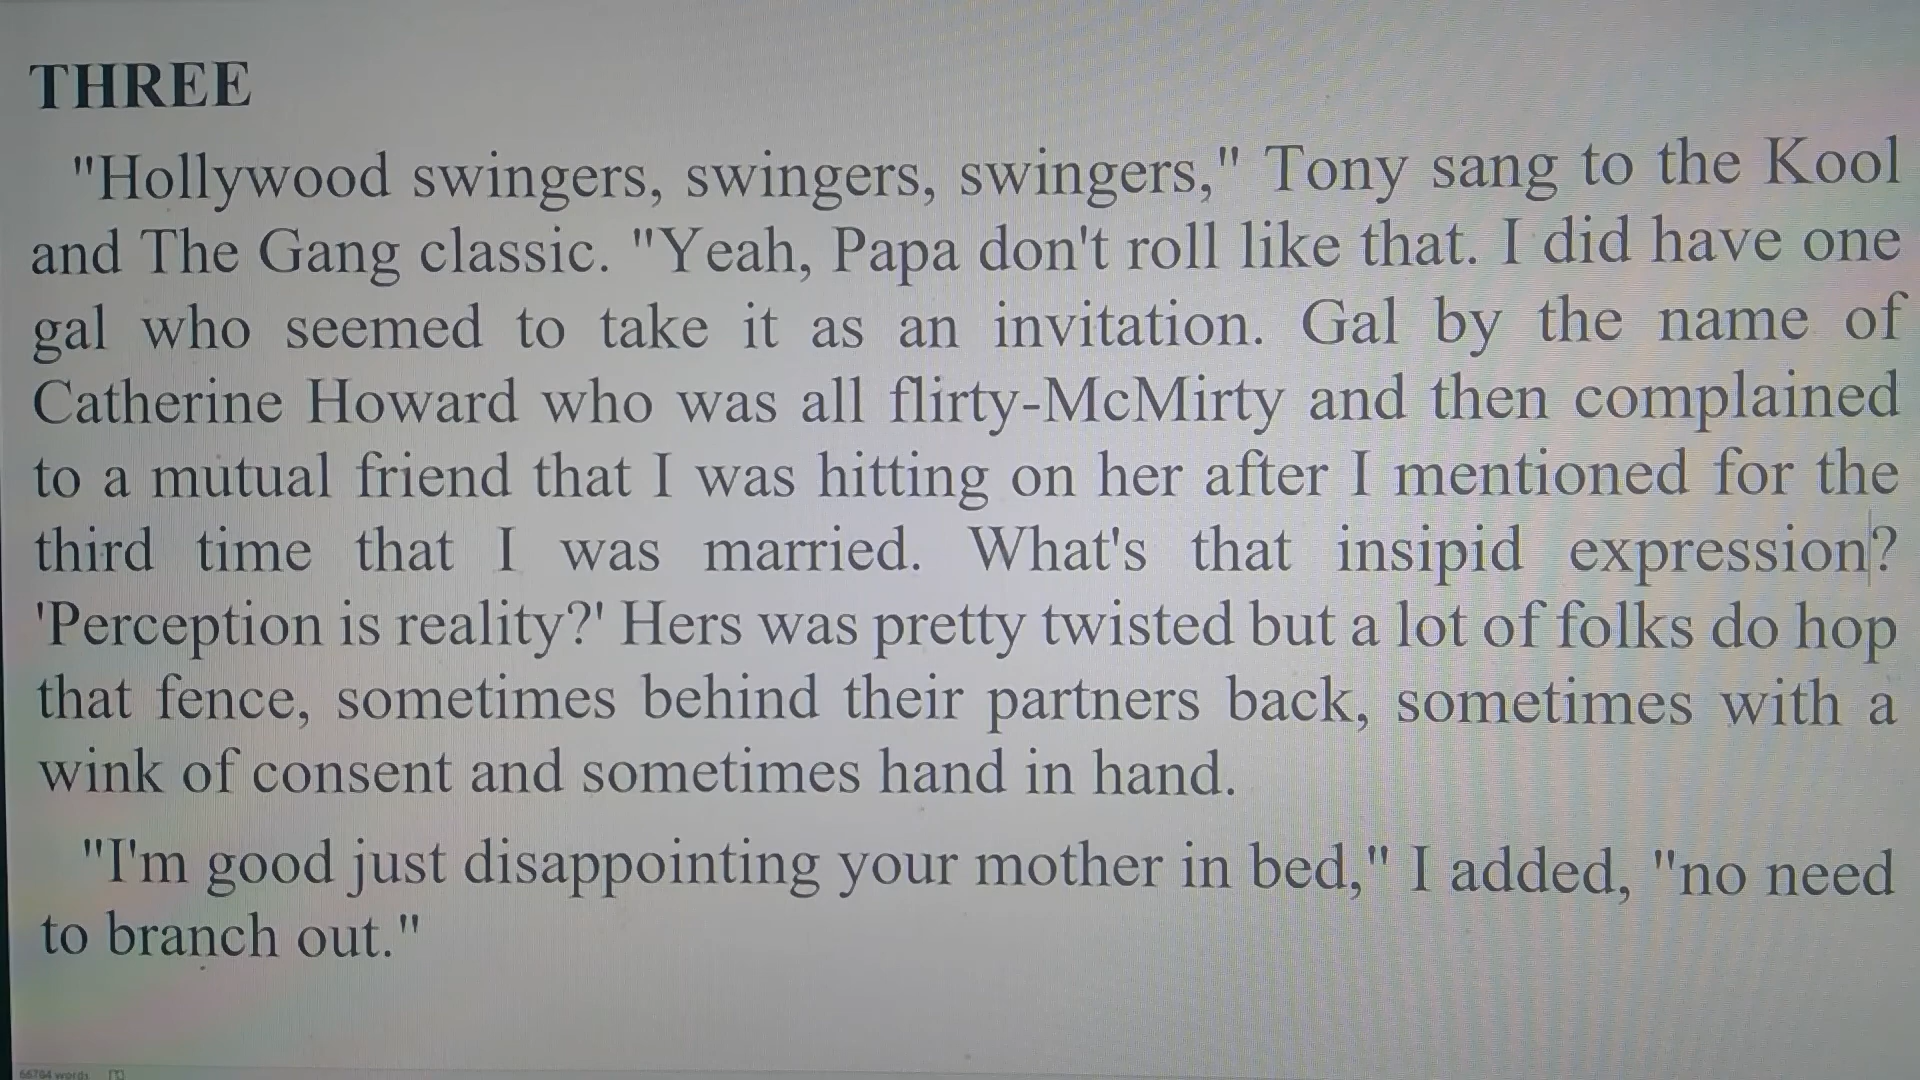 THREE
"Hollywood swingers, swingers, swingers," Tony sang to the Kool
and The Gang classic. "Yeah, Papa don't roll like that. I did have one
gal who seemed to take it as an invitation. Gal by the name of
Catherine Howard who was all flirty-McMirty and then complained
to a mutual friend that I was hitting on her after I mentioned for the
third time that I was married. What's that insipid expression?
'Perception is reality?' Hers was pretty twisted but a lot of folks do hop
that fence, sometimes behind their partners back, sometimes with a
wink of consent and sometimes hand in hand.
"I'm good just disappointing your mother in bed," I added, "no need
to branch out."
words